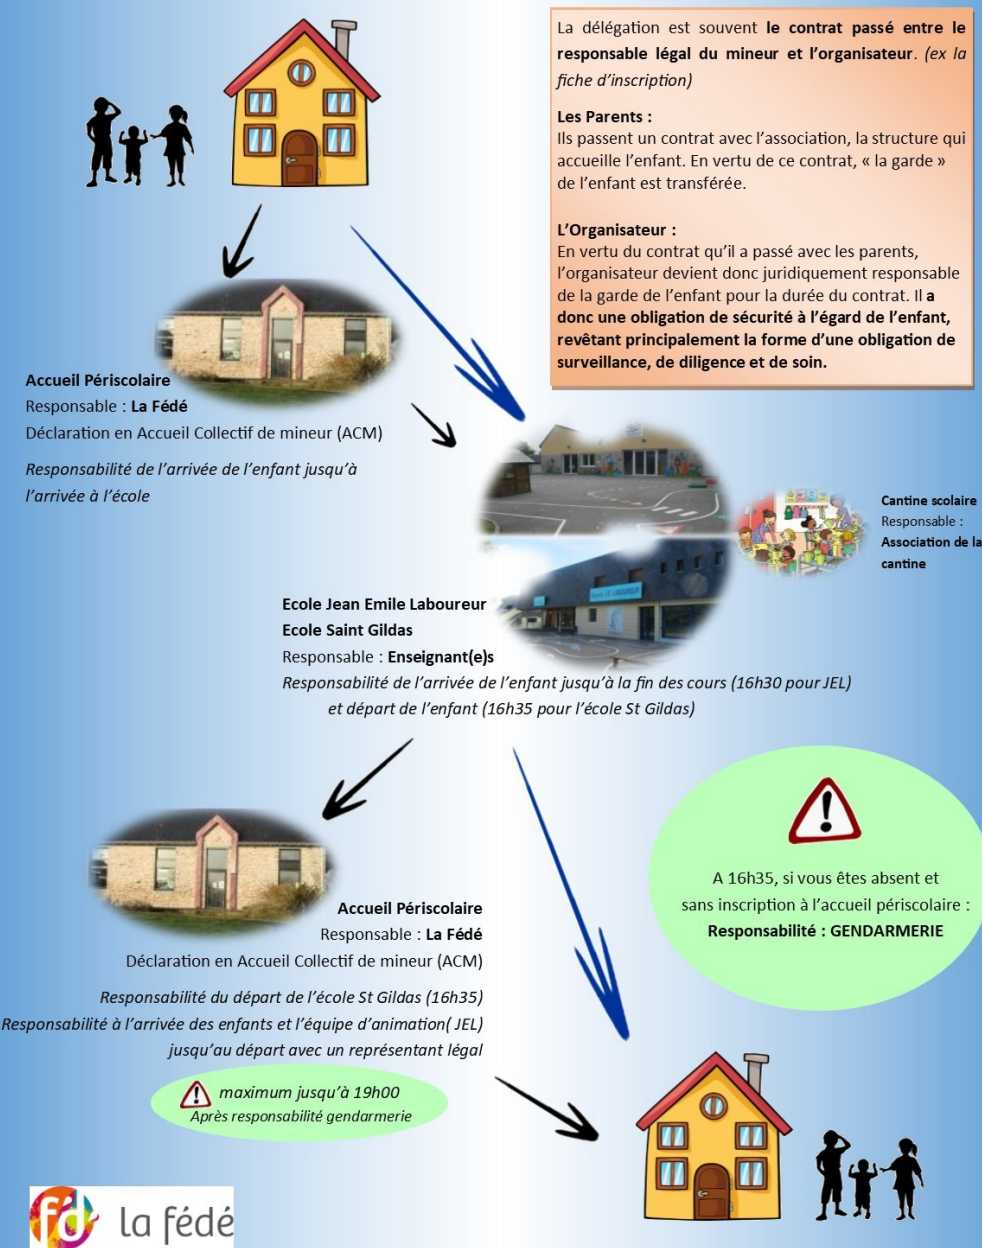 La délégation est souvent le contrat passé entre le
responsable légal du mineur et l'organisateur. (ex la
fiche d'inscription)
Les Parents :
Ils passent un contrat avec l'association, la structure qui
accueille l'enfant. En vertu de ce contrat, « la garde »
de l'enfant est transférée.
L'Organisateur :
En vertu du contrat qu'il a passé avec les parents,
l'organisateur devient donc juridiquement responsable
de la garde de l'enfant pour la durée du contrat. Il a
donc une obligation de sécurité à l'égard de l'enfant,
revêtant principalement la forme d'une obligation de
surveillance, de diligence et de soin.
Accueil Périscolaire
Responsable : La Fédé
Déclaration en Accueil Collectif de mineur (ACM)
Responsabilité de l'arrivée de l'enfant jusqu'à
l'arrivée à l'école
Cantine scolaire
Responsable :
Association de la
cantine
Ecole Jean Emile Laboureur
Ecole Saint Gildas
Responsable : Enseignant(e)s
Responsabilité de l'arrivée de l'enfant jusqu'à la fin des cours (16h30 pour JEL)
et départ de l'enfant (16h35 pour l'école St Gildas)
A 16h35, si vous êtes absent et
sans inscription à l'accueil périscolaire :
Responsabilité : GENDARMERIE
Accueil Périscolaire
Responsable : La Fédé
Déclaration en Accueil Collectif de mineur (ACM)
Responsabilité du départ de l'école St Gildas (16h35)
Responsabilité à l'arrivée des enfants et l'équipe d'animation( JEL)
jusqu'au départ avec un représentant légal
maximum jusqu'à 19h00
Après responsabilité gendarmerie
fd la fédé